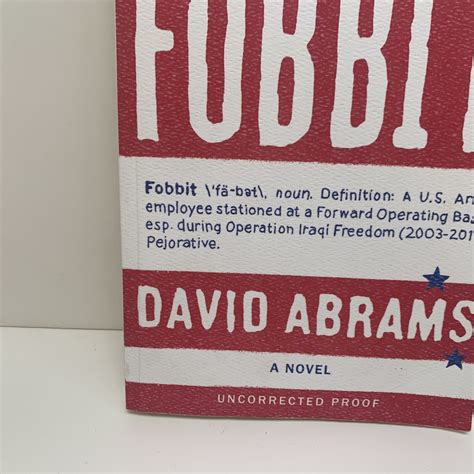 FOBBI
Fobbit \'fä-bət\, noun. Definition: A U.S. Ar
employee stationed at a Forward Operating Ba
esp. during Operation Iraqi Freedom (2003-201
Pejorative.
DAVID ABRAMS
A NOVEL
UNCORRECTED PROOF